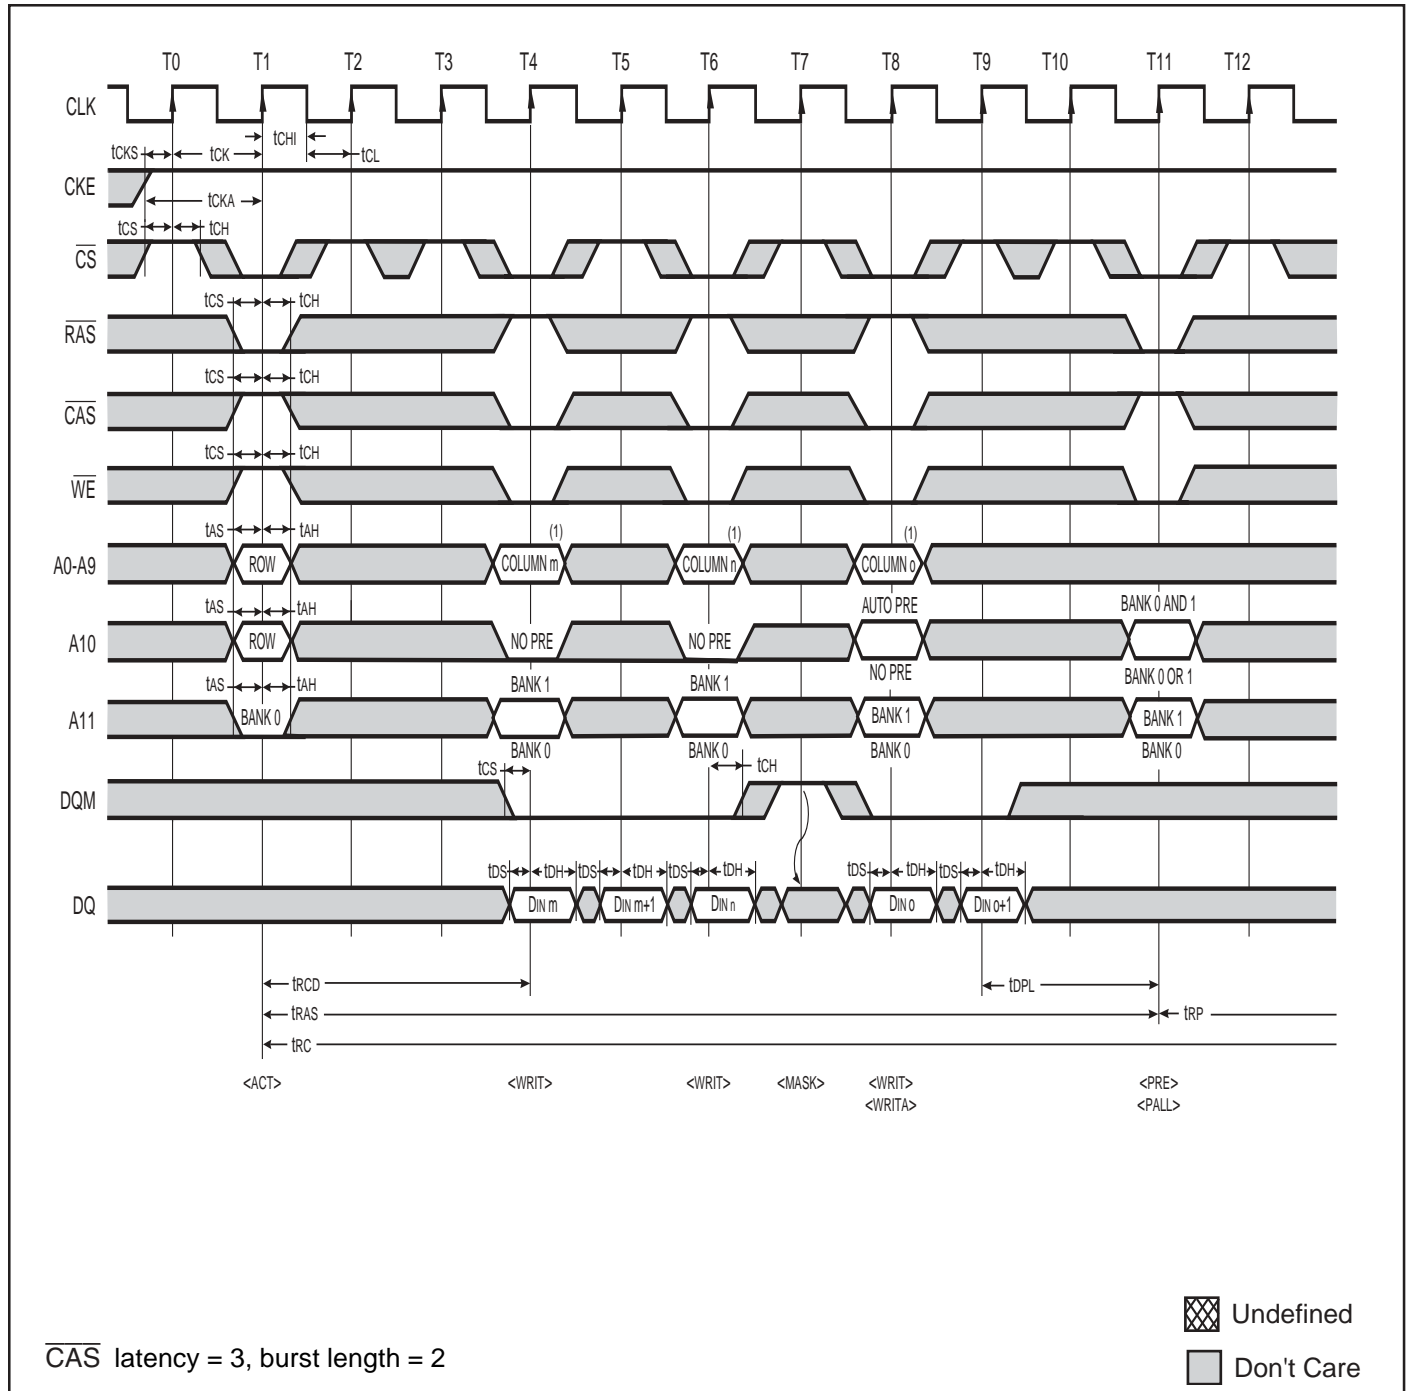 T0 T1 T2 T3 T4 T5 T6 T7 T8 T9 T10 T11 T12
CLK
tCHI
tCKS tCK tCL
CKE
tCKA
tCS tCH
CS
tCS tCH
RAS
tCS tCH
CAS
tCS tCH
WE
tAS tAH (1) (1) (1)
A0-A9 ROW COLUMN m COLUMN n COLUMN o
tAS tAH AUTO PRE BANK 0 AND 1
A10 ROW NO PRE NO PRE
NO PRE BANK 0 OR 1
tAS tAH BANK 1 BANK 1
A11 BANK 0 BANK 1 BANK 1
BANK 0 BANK 0 BANK 0 BANK 0
tCS tCH
DQM
tDS tDH tDS tDH tDS tDH tDS tDH tDS tDH
DQ DIN m DIN m+1 DIN n DIN o DIN o+1
tRCD tDPL
tRAS tRP
tRC
<ACT> <WRIT> <WRIT> <MASK> <WRIT> <PRE>
<WRITA> <PALL>
Undefined
CAS latency = 3, burst length = 2
Don't Care